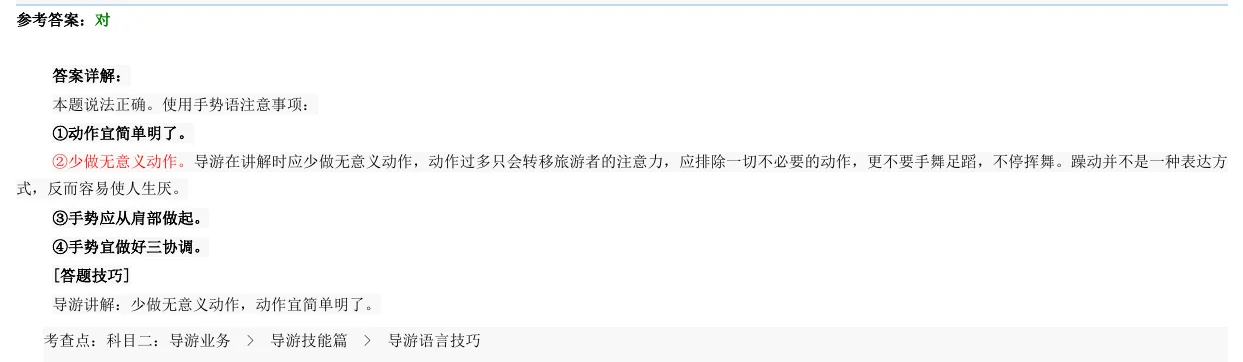 参考答案：对
答案详解：
本题说法正确。使用手势语注意事项：
①动作宜简单明了。
②少做无意义动作。导游在讲解时应少做无意义动作，动作过多只会转移旅游者的注意力，应排除一切不必要的动作，更不要手舞足蹈，不停挥舞。躁动并不是一种表达方
式，反而容易使人生厌。
③手势应从肩部做起。
④手势宜做好三协调。
[答题技巧]
导游讲解：少做无意义动作，动作宜简单明了。
考查点：科目二：导游业务 > 导游技能篇 > 导游语言技巧